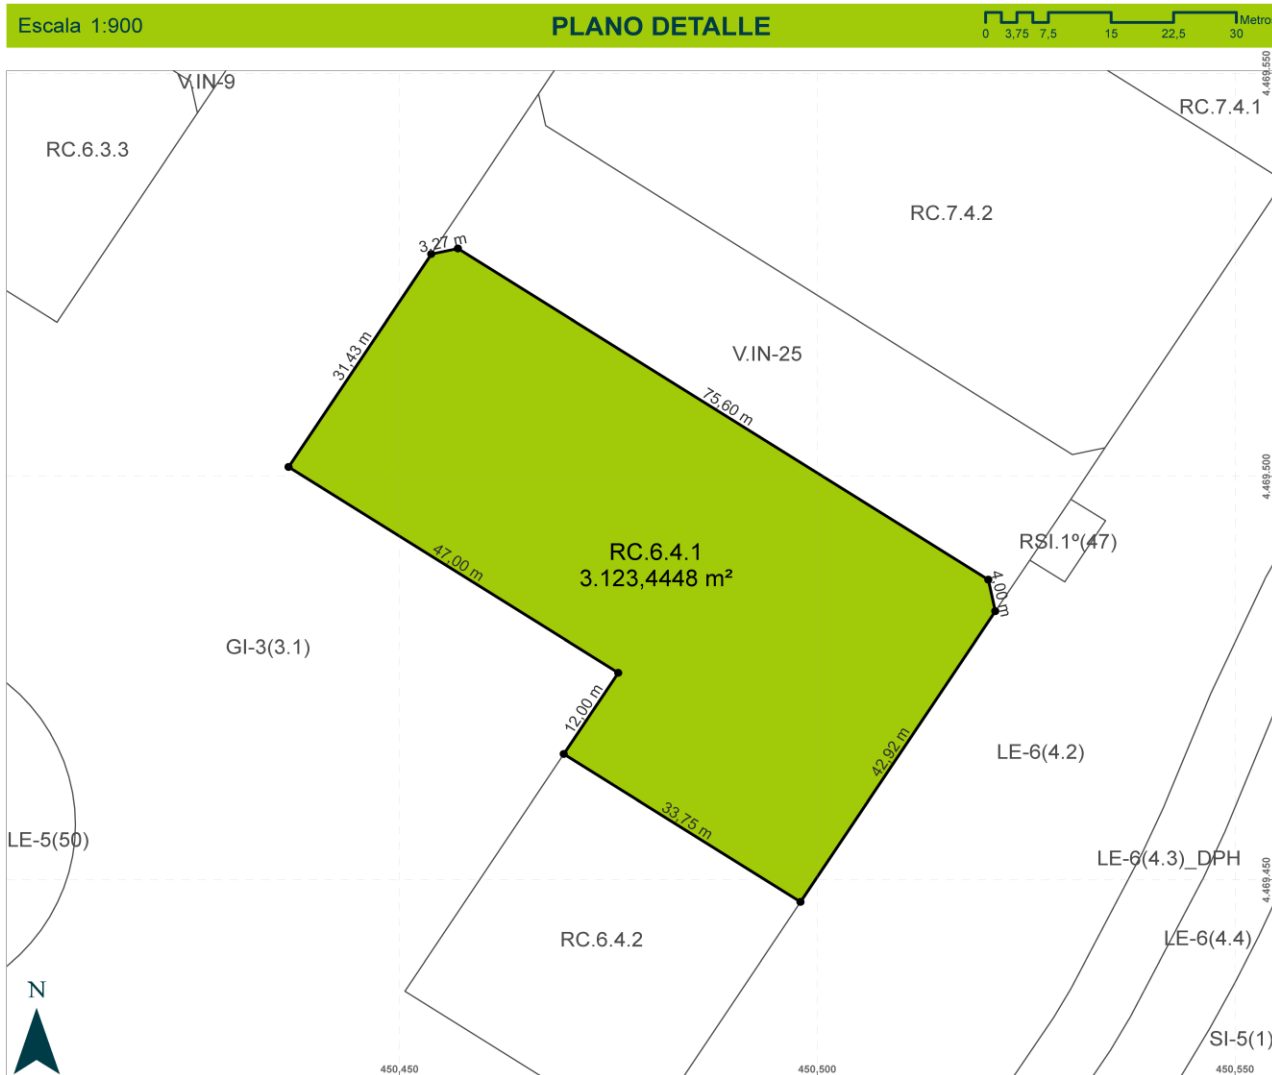 Escala 1:900
PLANO DETALLE
Metro
0 3,75 7,5 15 22,5 30
4.469.550
V.IN-9
RC.7.4.1
RC.6.3.3
RC.7.4.2
3,27 m
31,43 m
V.IN-25
75,60 m
4.469.500
RSI.1º(47)
47,00 m
RC.6.4.1
3.123,4448 m²
4,00 m
GI-3(3.1)
12,00 m
42,92 m
LE-6(4.2)
33,75 m
LE-5(50)
LE-6(4.3)_DPH
4.469.450
RC.6.4.2
LE-6(4.4)
N
SI-5(1)
450,450
450,500
450,550